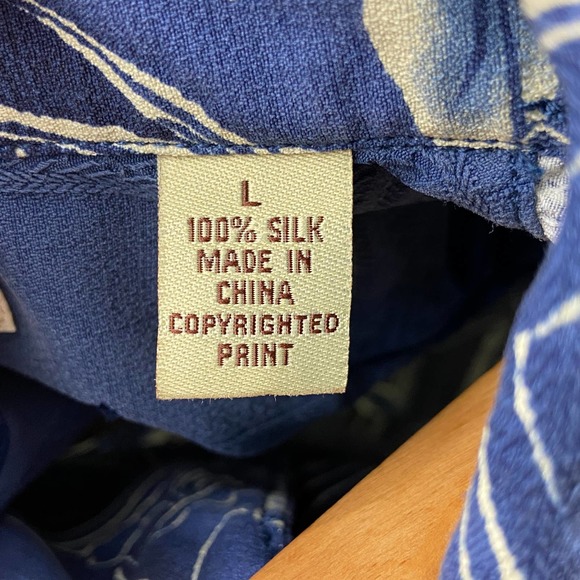 L
100% SILK
MADE IN
CHINA
COPYRIGHTED
PRINT